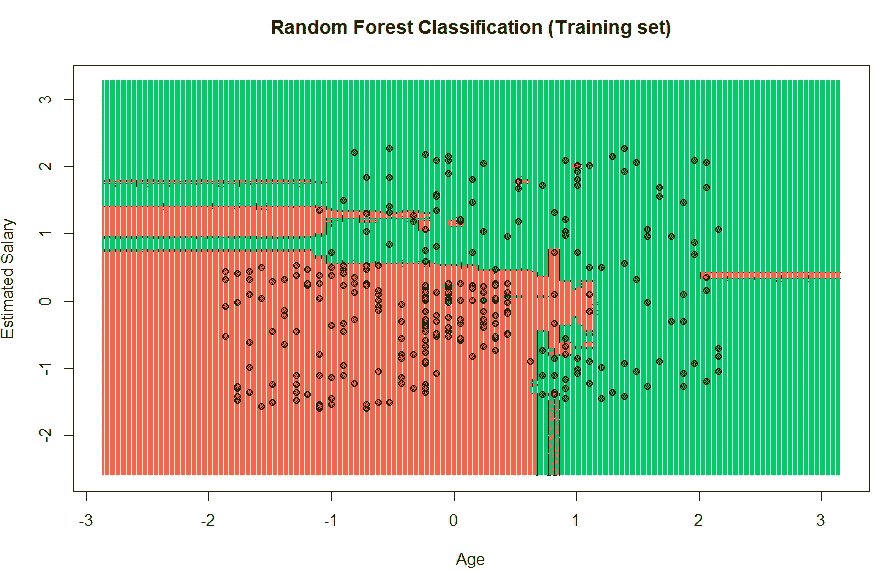 Random Forest Classification (Training set)
Estimated Salary
3
2
1
0
-1
-2
-3 -2 -1 0 1 2 3
Age